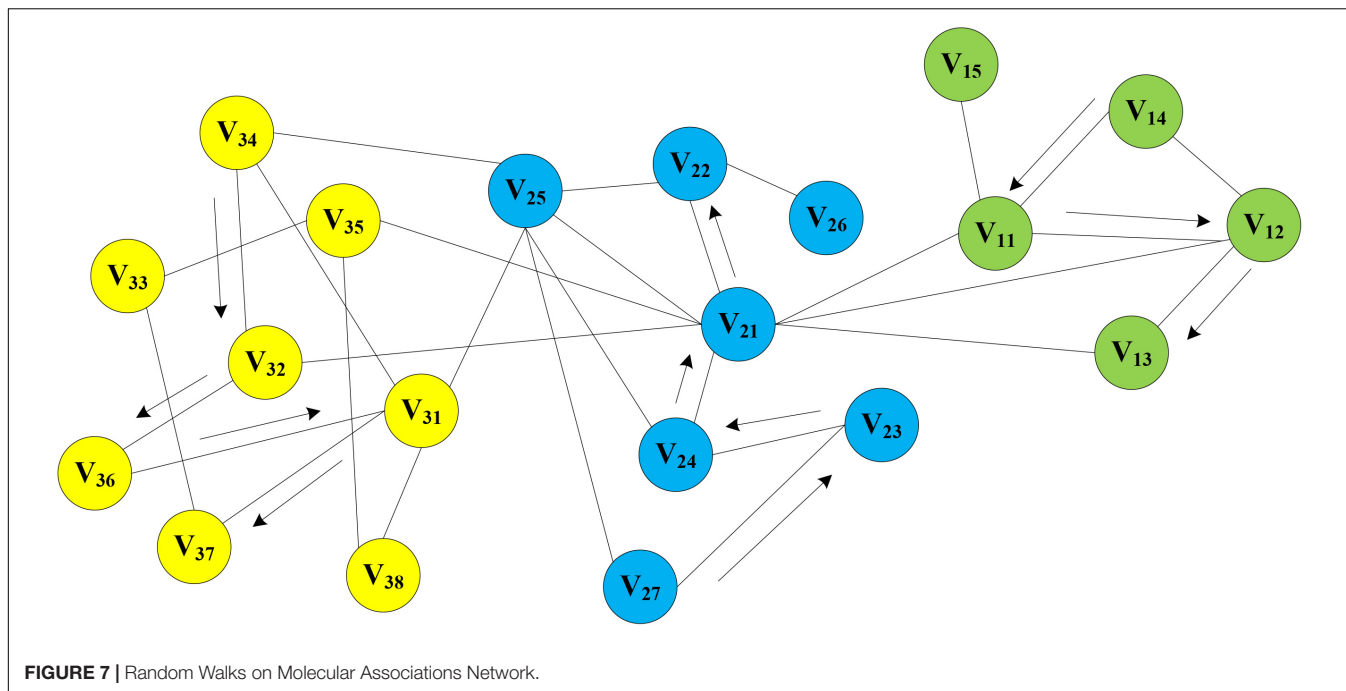 V15
V14
V34
V22
V25
V26
V35
V12
V11
V33
V21
V13
V32
V31
V23
V24
V36
V37
V38
V27
FIGURE 7 | Random Walks on Molecular Associations Network.